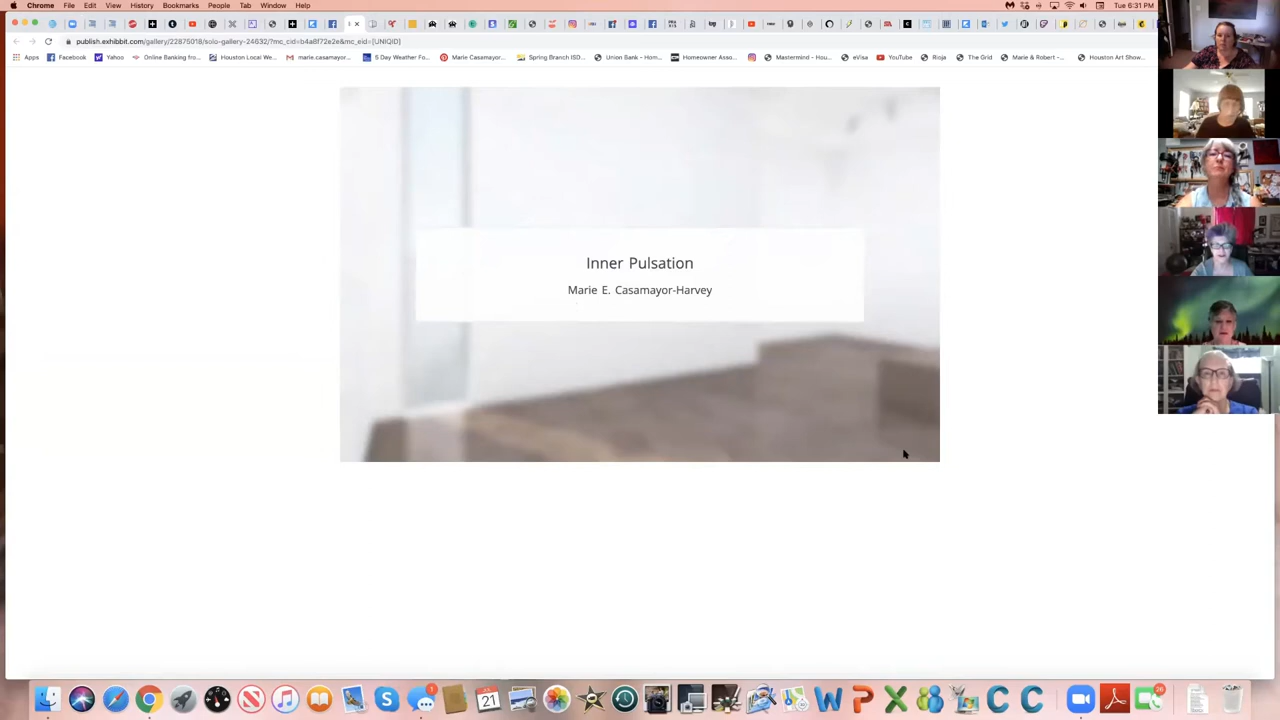 Chrome File Edit View History Bookmarks People Tab Window Help
Tue 6:31 PM
publish.exhibbit.com/gallery/22875018/solo-gallery-24632/?mc_cid=b4a8f72e2e&mc_eid=[UNIQID]
Apps Facebook Yahoo Online Banking fro... Houston Local We... marie.casamayor... 5 Day Weather Fo... Marie Casamayor... Spring Branch ISD... Union Bank - Hom... Homeowner Asso... Mastermind - Hou... eVisa YouTube Rioja The Grid Marie & Robert -... Houston Art Show...
Inner Pulsation
Marie E. Casamayor-Harvey
21
1
26